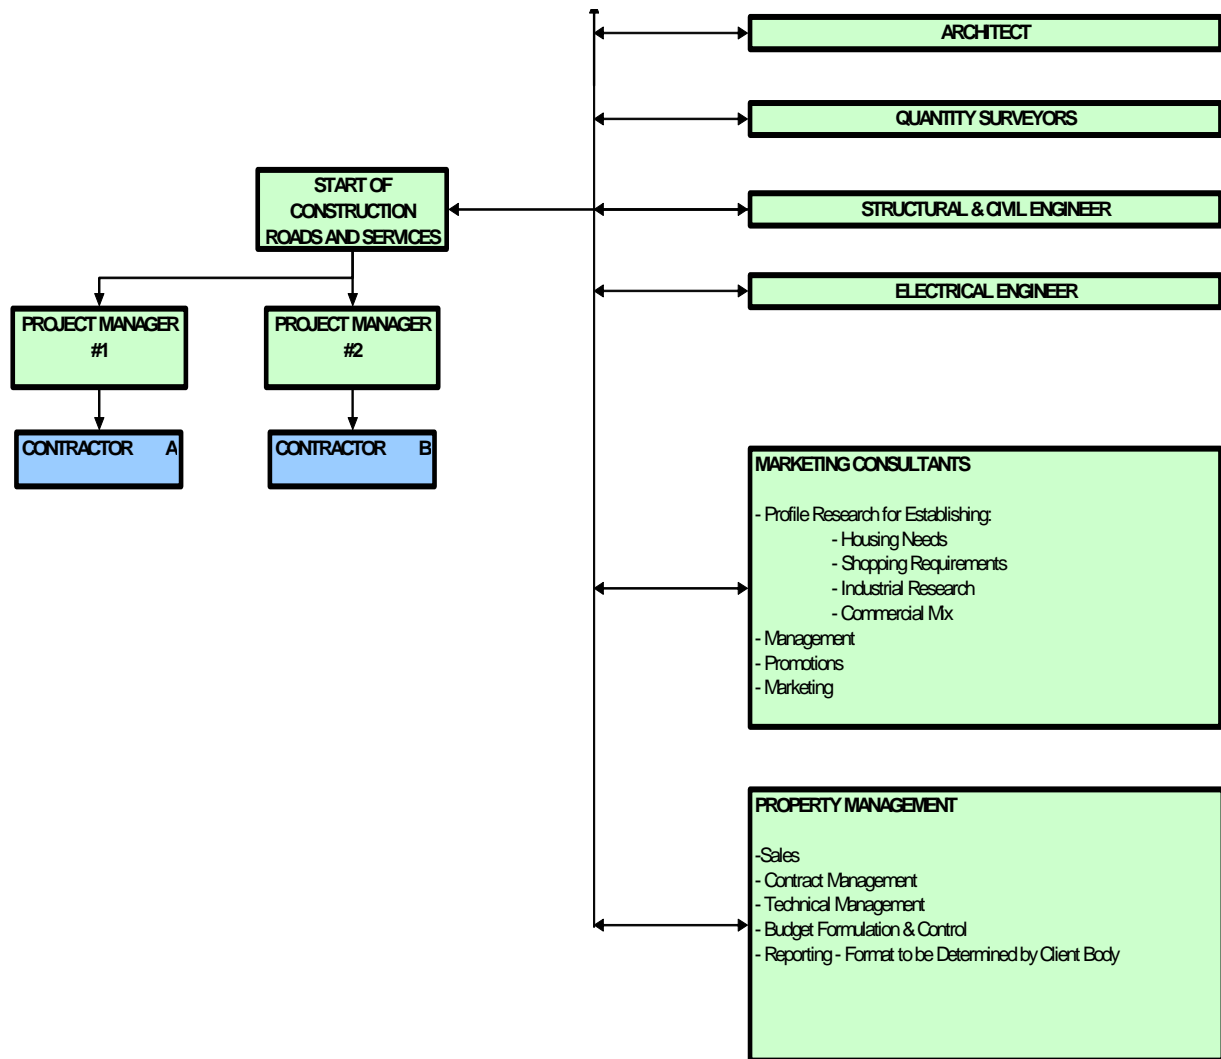 ARCHITECT
QUANTITY SURVEYORS
START OF
CONSTRUCTION
ROADS AND SERVICES
STRUCTURAL & CIVIL ENGINEER
ELECTRICAL ENGINEER
PROJECT MANAGER
#1
PROJECT MANAGER
#2
CONTRACTOR A
CONTRACTOR B
MARKETING CONSULTANTS
- Profile Research for Establishing:
- Housing Needs
- Shopping Requirements
- Industrial Research
- Commercial Mix
- Management
- Promotions
- Marketing
PROPERTY MANAGEMENT
-Sales
- Contract Management
- Technical Management
- Budget Formulation & Control
- Reporting - Format to be Determined by Client Body